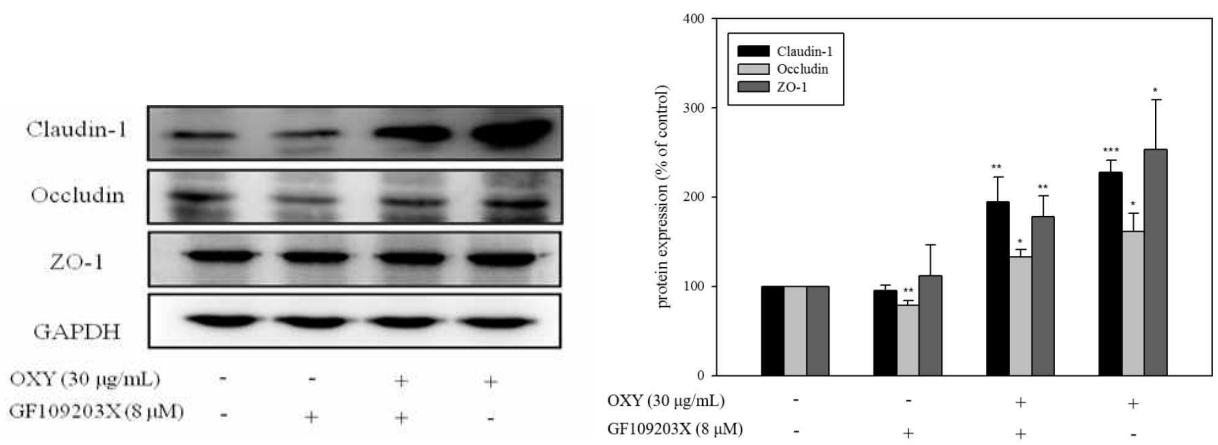 Claudin-1
Occludin
ZO-1
GAPDH
OXY (30 μg/mL) - - + +
GF109203X (8 μM) - + + -
400
300
200
100
0
protein expression (% of control)
Claudin-1
Occludin
ZO-1
**
** * **
*** * *
OXY (30 μg/mL) - - + +
GF109203X (8 μM) - + + -